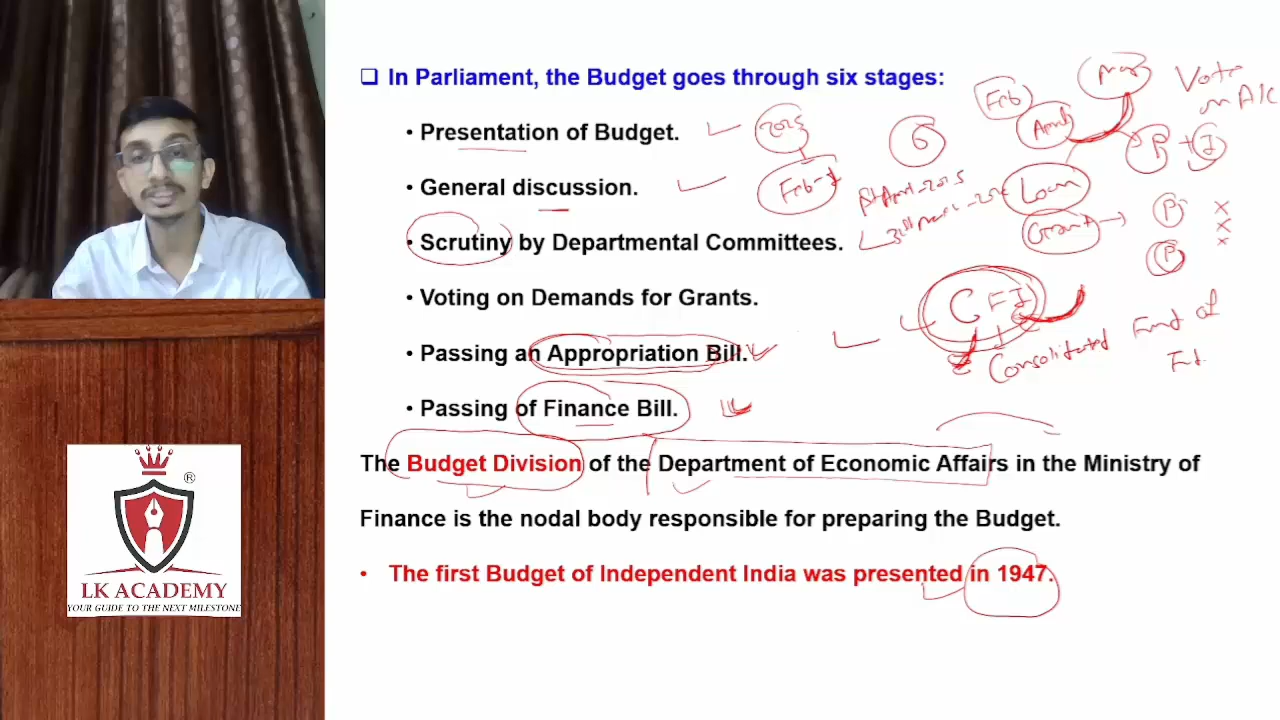 ❑ In Parliament, the Budget goes through six stages:
• Presentation of Budget.
• General discussion.
• Scrutiny by Departmental Committees.
• Voting on Demands for Grants.
• Passing an Appropriation Bill.
• Passing of Finance Bill.
The Budget Division of the Department of Economic Affairs in the Ministry of
Finance is the nodal body responsible for preparing the Budget.
• The first Budget of Independent India was presented in 1947.
2025
Feb-1
6
Feb
Vote
on A/C
P + I
Loan
Grant → P
P
CFI
Consolidated Fund of
®
LK ACADEMY
YOUR GUIDE TO THE NEXT MILESTONE